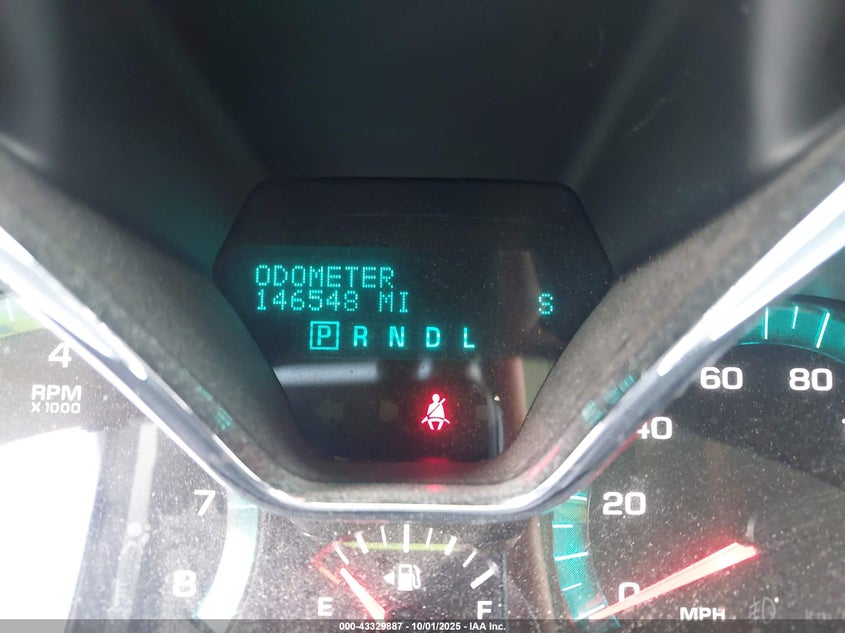 ODOMETER
146548 MI S
P R N D L
4
RPM
X 1000
7
8
E F
0
20
40
60
80
MPH
000-43329887 - 10/01/2025 - IAA Inc.